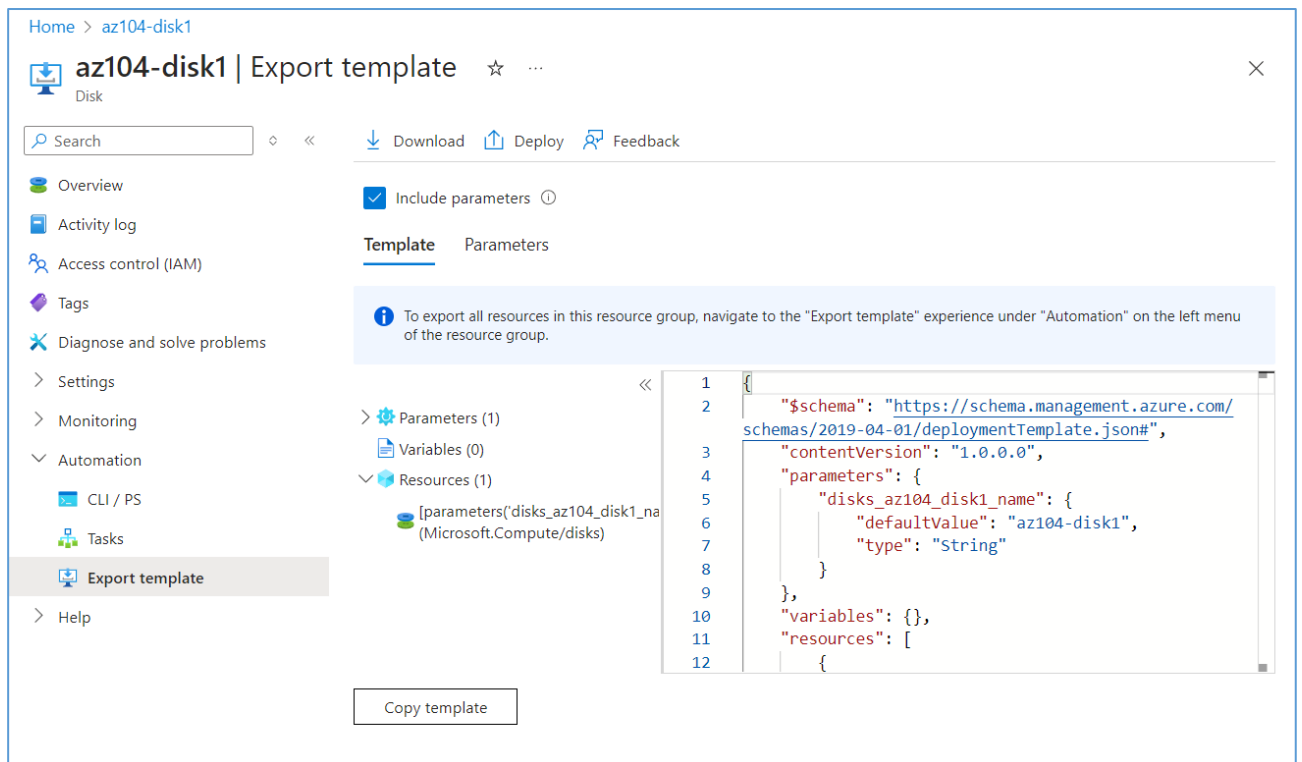 Home > az104-disk1
az104-disk1 | Export template
Disk
Search
Download Deploy Feedback
Overview
Activity log
Access control (IAM)
Tags
Diagnose and solve problems
Settings
Monitoring
Automation
CLI / PS
Tasks
Export template
Help
Include parameters
Template Parameters
To export all resources in this resource group, navigate to the "Export template" experience under "Automation" on the left menu
of the resource group.
Parameters (1)
Variables (0)
Resources (1)
[parameters('disks_az104_disk1_na
(Microsoft.Compute/disks)
1 {
2 "$schema": "https://schema.management.azure.com/
schemas/2019-04-01/deploymentTemplate.json#",
3 "contentVersion": "1.0.0.0",
4 "parameters": {
5 "disks_az104_disk1_name": {
6 "defaultValue": "az104-disk1",
7 "type": "String"
8 }
9 },
10 "variables": {},
11 "resources": [
12 {
Copy template